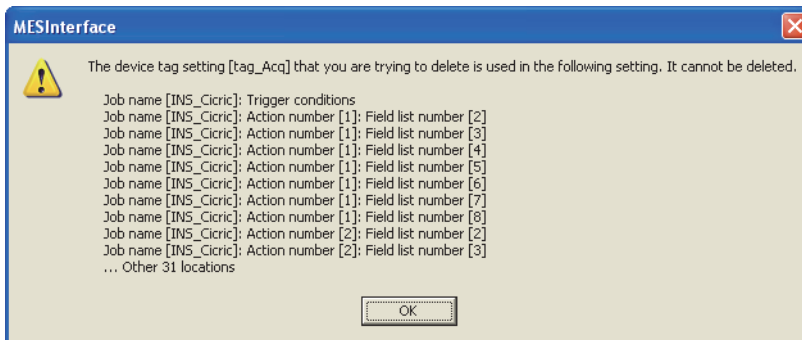 MESInterface
The device tag setting [tag_Acq] that you are trying to delete is used in the following setting. It cannot be deleted.
Job name [INS_Cicric]: Trigger conditions
Job name [INS_Cicric]: Action number [1]: Field list number [2]
Job name [INS_Cicric]: Action number [1]: Field list number [3]
Job name [INS_Cicric]: Action number [1]: Field list number [4]
Job name [INS_Cicric]: Action number [1]: Field list number [5]
Job name [INS_Cicric]: Action number [1]: Field list number [6]
Job name [INS_Cicric]: Action number [1]: Field list number [7]
Job name [INS_Cicric]: Action number [1]: Field list number [8]
Job name [INS_Cicric]: Action number [2]: Field list number [2]
Job name [INS_Cicric]: Action number [2]: Field list number [3]
... Other 31 locations
OK